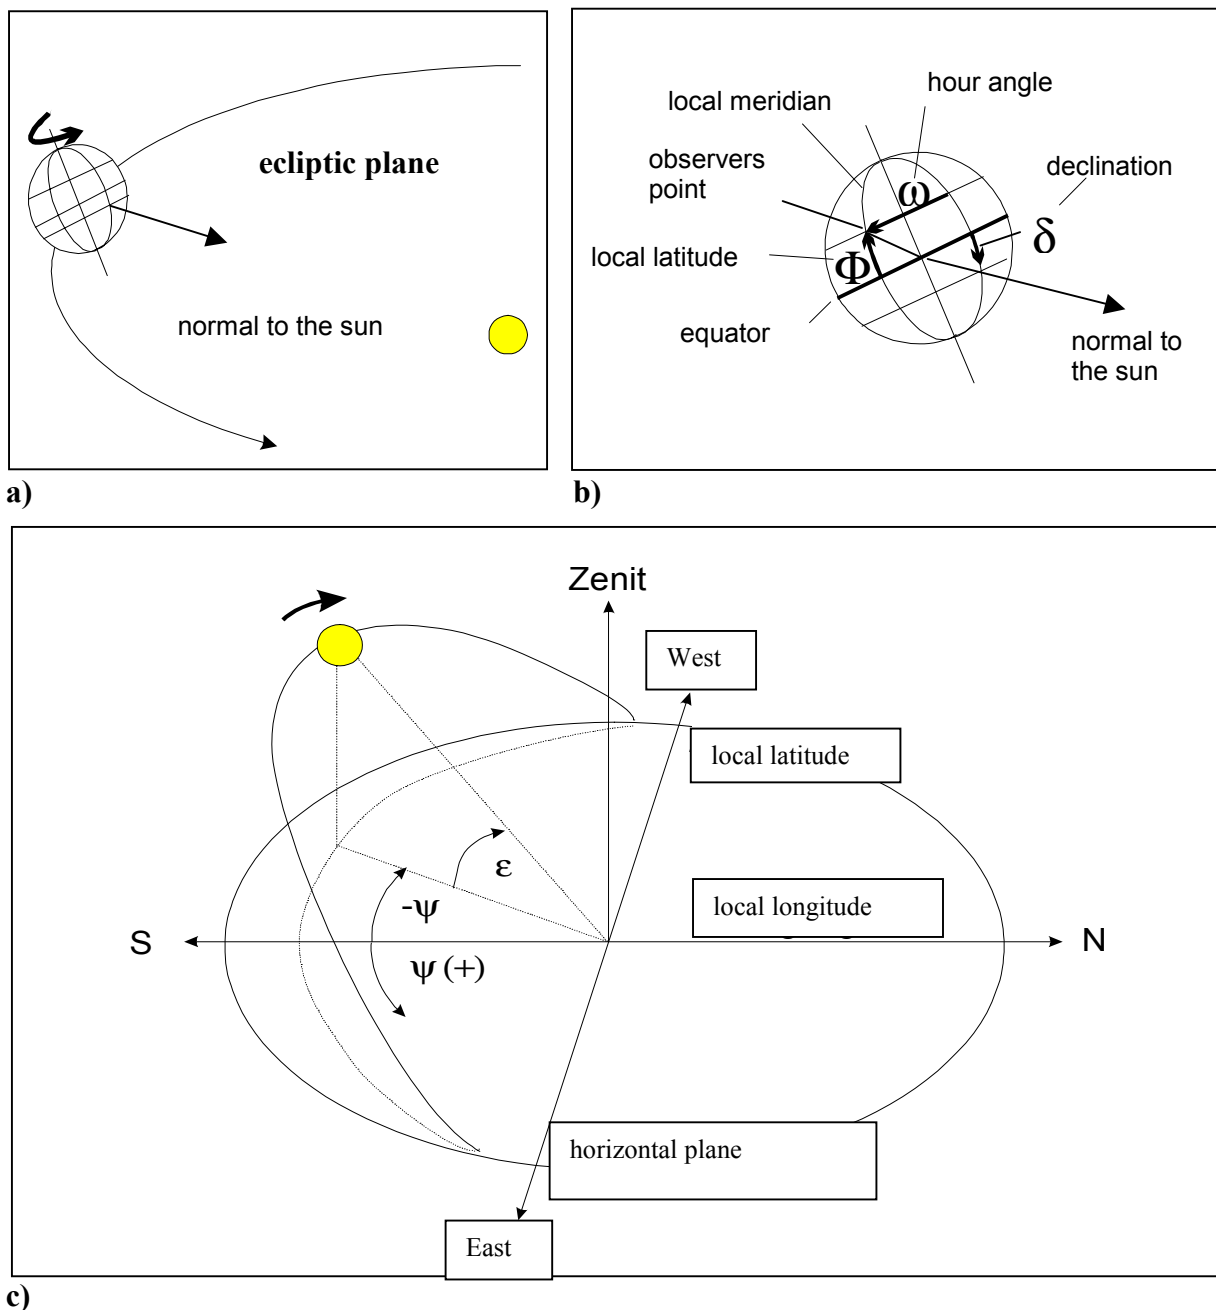 ecliptic plane
normal to the sun
a)
hour angle
local meridian
observers
point
declination
ω
δ
local latitude
Φ
equator
normal to
the sun
b)
Zenit
West
local latitude
ε
-ψ
local longitude
S
N
ψ (+)
horizontal plane
East
c)